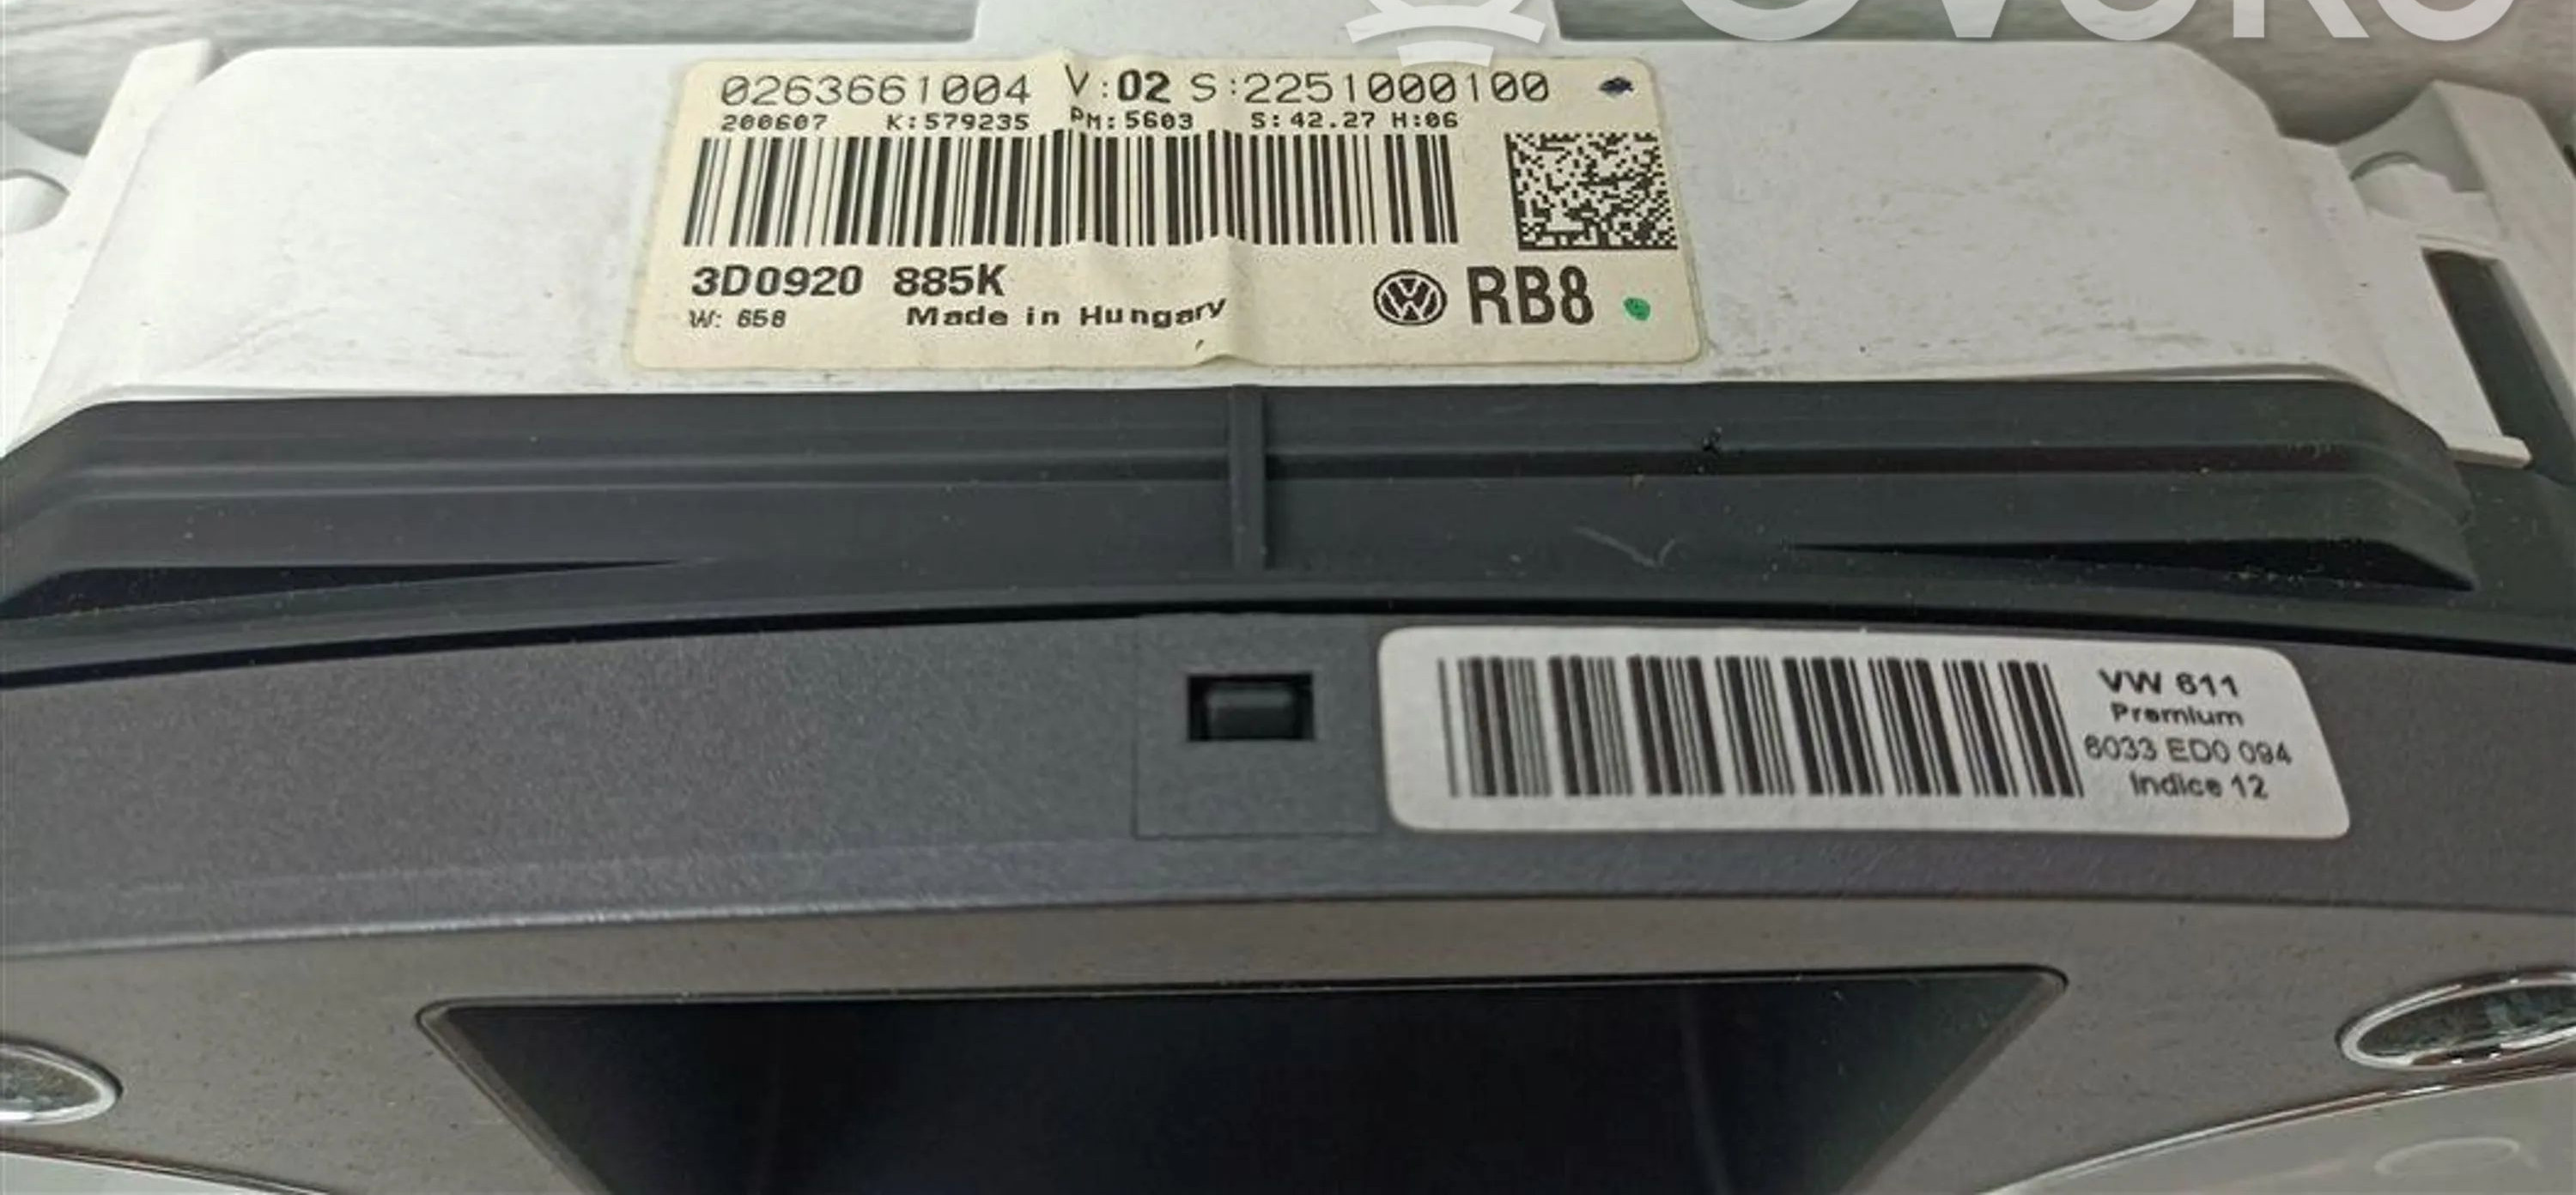 0263661004 V:02 S:2251000100
200607 K:579235 PM:5603 S:42.27 H:06
3D0920 885K
W: 658 Made in Hungary RB8
VW 611
Premium
6033 ED0 094
Indice 12